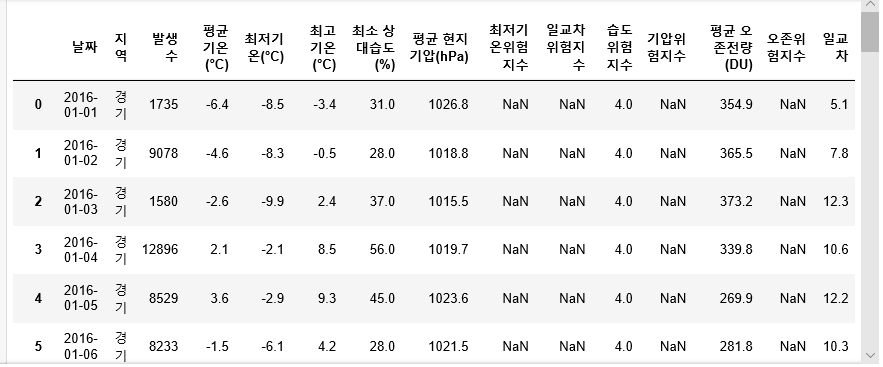 날짜 지역 발생수 평균기온(°C) 최저기온(°C) 최고기온(°C) 최소 상대습도(%) 평균 현지기압(hPa) 최저기온위험지수 일교차위험지수 습도위험지수 기압위험지수 평균 오존전량(DU) 오존위험지수 일교차
0 2016-01-01 경기 1735 -6.4 -8.5 -3.4 31.0 1026.8 NaN NaN 4.0 NaN 354.9 NaN 5.1
1 2016-01-02 경기 9078 -4.6 -8.3 -0.5 28.0 1018.8 NaN NaN 4.0 NaN 365.5 NaN 7.8
2 2016-01-03 경기 1580 -2.6 -9.9 2.4 37.0 1015.5 NaN NaN 4.0 NaN 373.2 NaN 12.3
3 2016-01-04 경기 12896 2.1 -2.1 8.5 56.0 1019.7 NaN NaN 4.0 NaN 339.8 NaN 10.6
4 2016-01-05 경기 8529 3.6 -2.9 9.3 45.0 1023.6 NaN NaN 4.0 NaN 269.9 NaN 12.2
5 2016-01-06 경기 8233 -1.5 -6.1 4.2 28.0 1021.5 NaN NaN 4.0 NaN 281.8 NaN 10.3